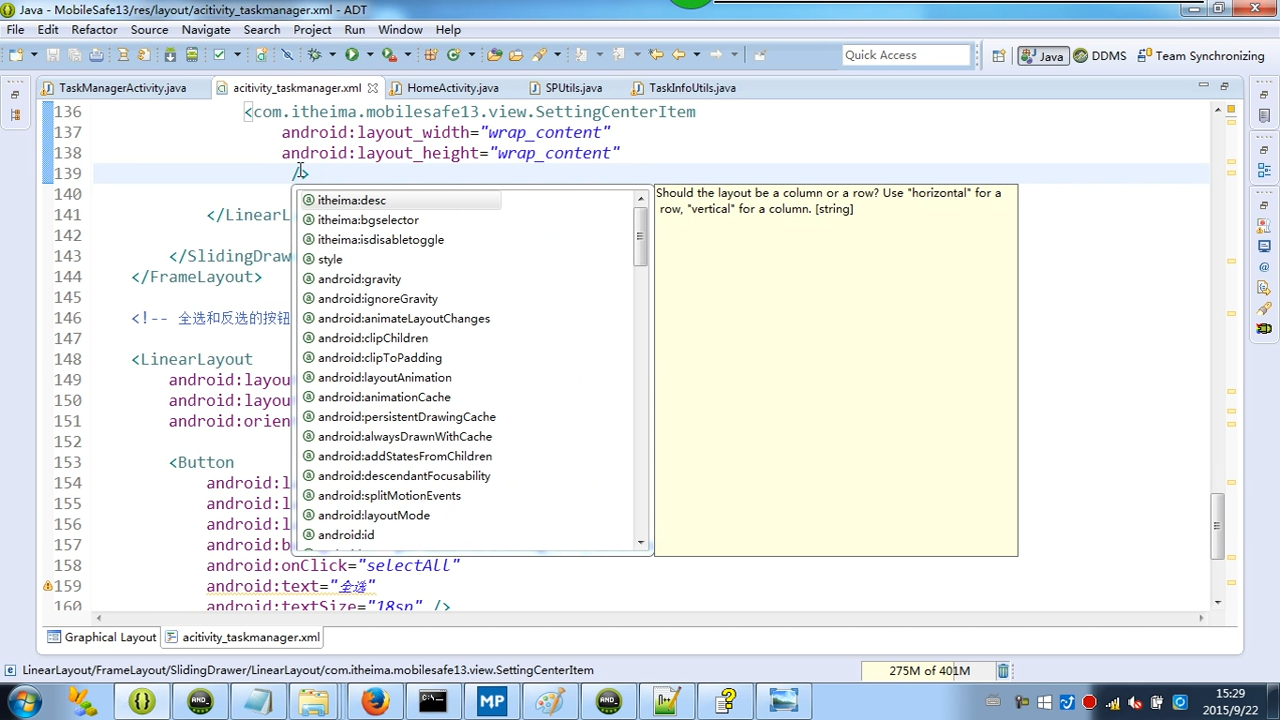 Java - MobileSafe13/res/layout/acitivity_taskmanager.xml - ADT
File Edit Refactor Source Navigate Search Project Run Window Help
Quick Access
Java
DDMS
Team Synchronizing
TaskManagerActivity.java
acitivity_taskmanager.xml
HomeActivity.java
SPUtils.java
TaskInfoUtils.java
136 <com.itheima.mobilesafe13.view.SettingCenterItem
137 android:layout_width="wrap_content"
138 android:layout_height="wrap_content"
139 />
140
141 </LinearL
142
143 </SlidingDraw
144 </FrameLayout>
145
146 <!-- 全选和反选的按钮
147
148 <LinearLayout
149 android:layou
150 android:layou
151 android:orien
152
153 <Button
154 android:l
155 android:l
156 android:l
157 android:b
158 android:onClick="selectAll"
159 android:text="全选"
160 android:textSize="18sp" />
itheima:desc
itheima:bgselector
itheima:isdisabletoggle
style
android:gravity
android:ignoreGravity
android:animateLayoutChanges
android:clipChildren
android:clipToPadding
android:layoutAnimation
android:animationCache
android:persistentDrawingCache
android:alwaysDrawnWithCache
android:addStatesFromChildren
android:descendantFocusability
android:splitMotionEvents
android:layoutMode
android:id
Should the layout be a column or a row? Use "horizontal" for a
row, "vertical" for a column. [string]
Graphical Layout
acitivity_taskmanager.xml
LinearLayout/FrameLayout/SlidingDrawer/LinearLayout/com.itheima.mobilesafe13.view.SettingCenterItem
275M of 401M
15:29
2015/9/22